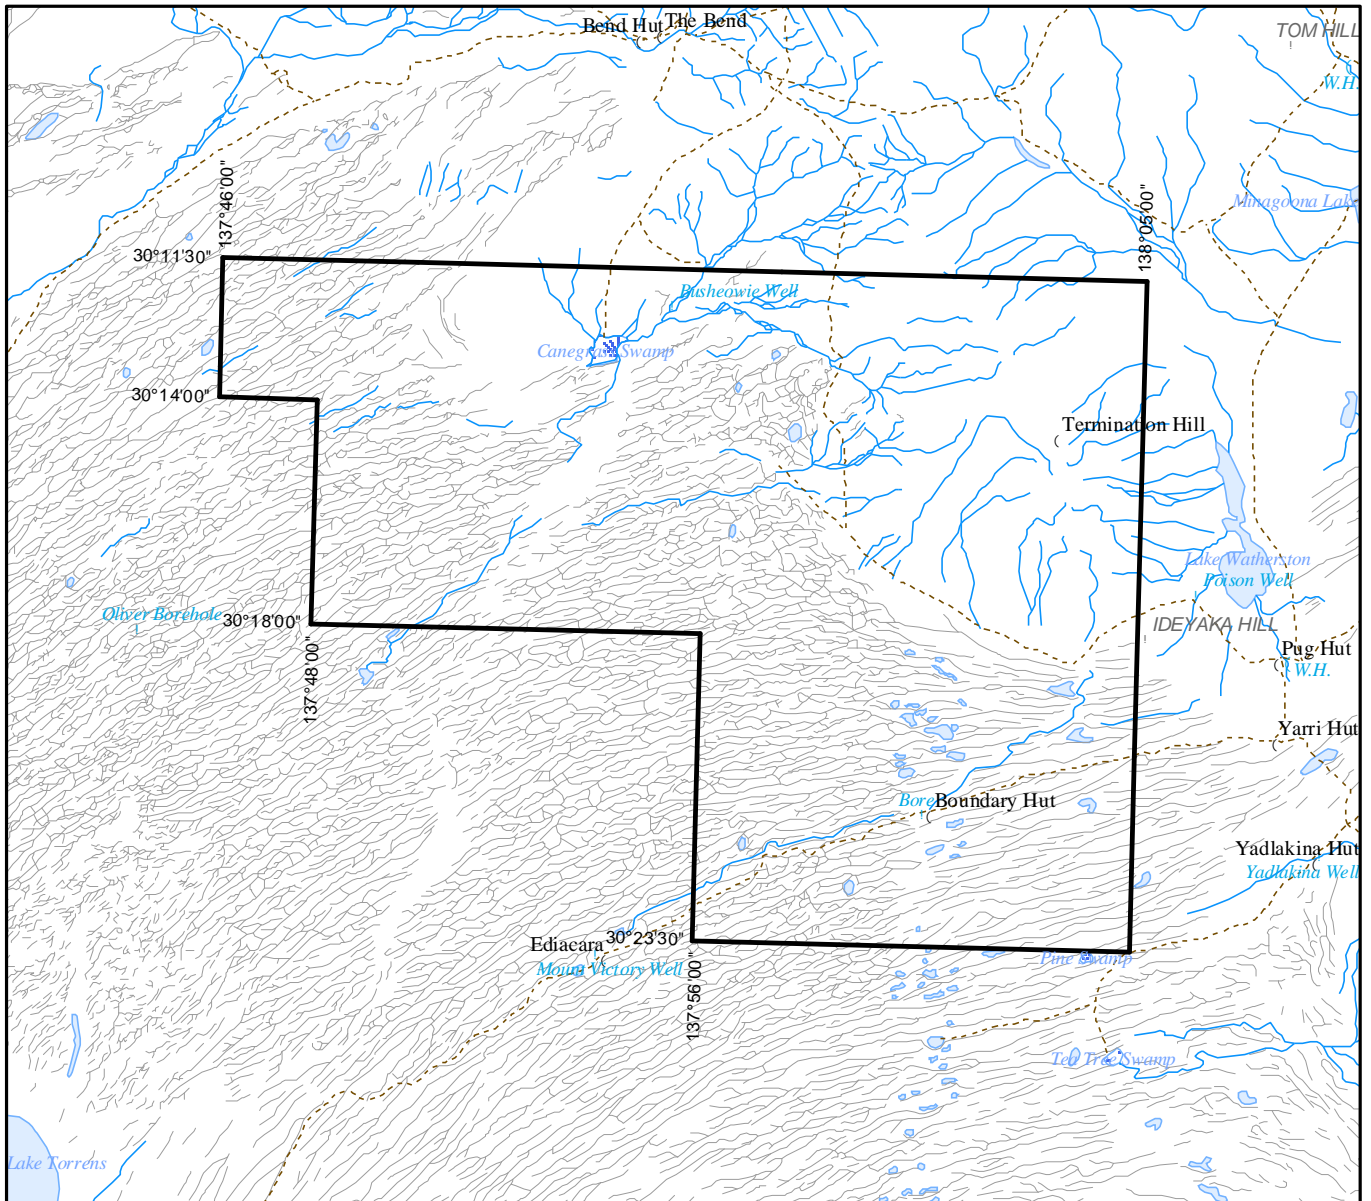 Bend Hut
The Bend
TOM HILL
W.H.
Minagoona Lake
137°46'00"
138°05'00"
30°11'30"
Busheowie Well
Canegrass Swamp
30°14'00"
Termination Hill
Lake Watherston
Poison Well
Oliver Borehole
30°18'00"
IDEYAKA HILL
Pug Hut
W.H.
137°48'00"
Yarri Hut
Bore
Boundary Hut
Yadlakina Hut
Yadlakina Well
Ediacara
30°23'30"
Mount Victory Well
Pine Swamp
137°56'00"
Tea Tree Swamp
Lake Torrens